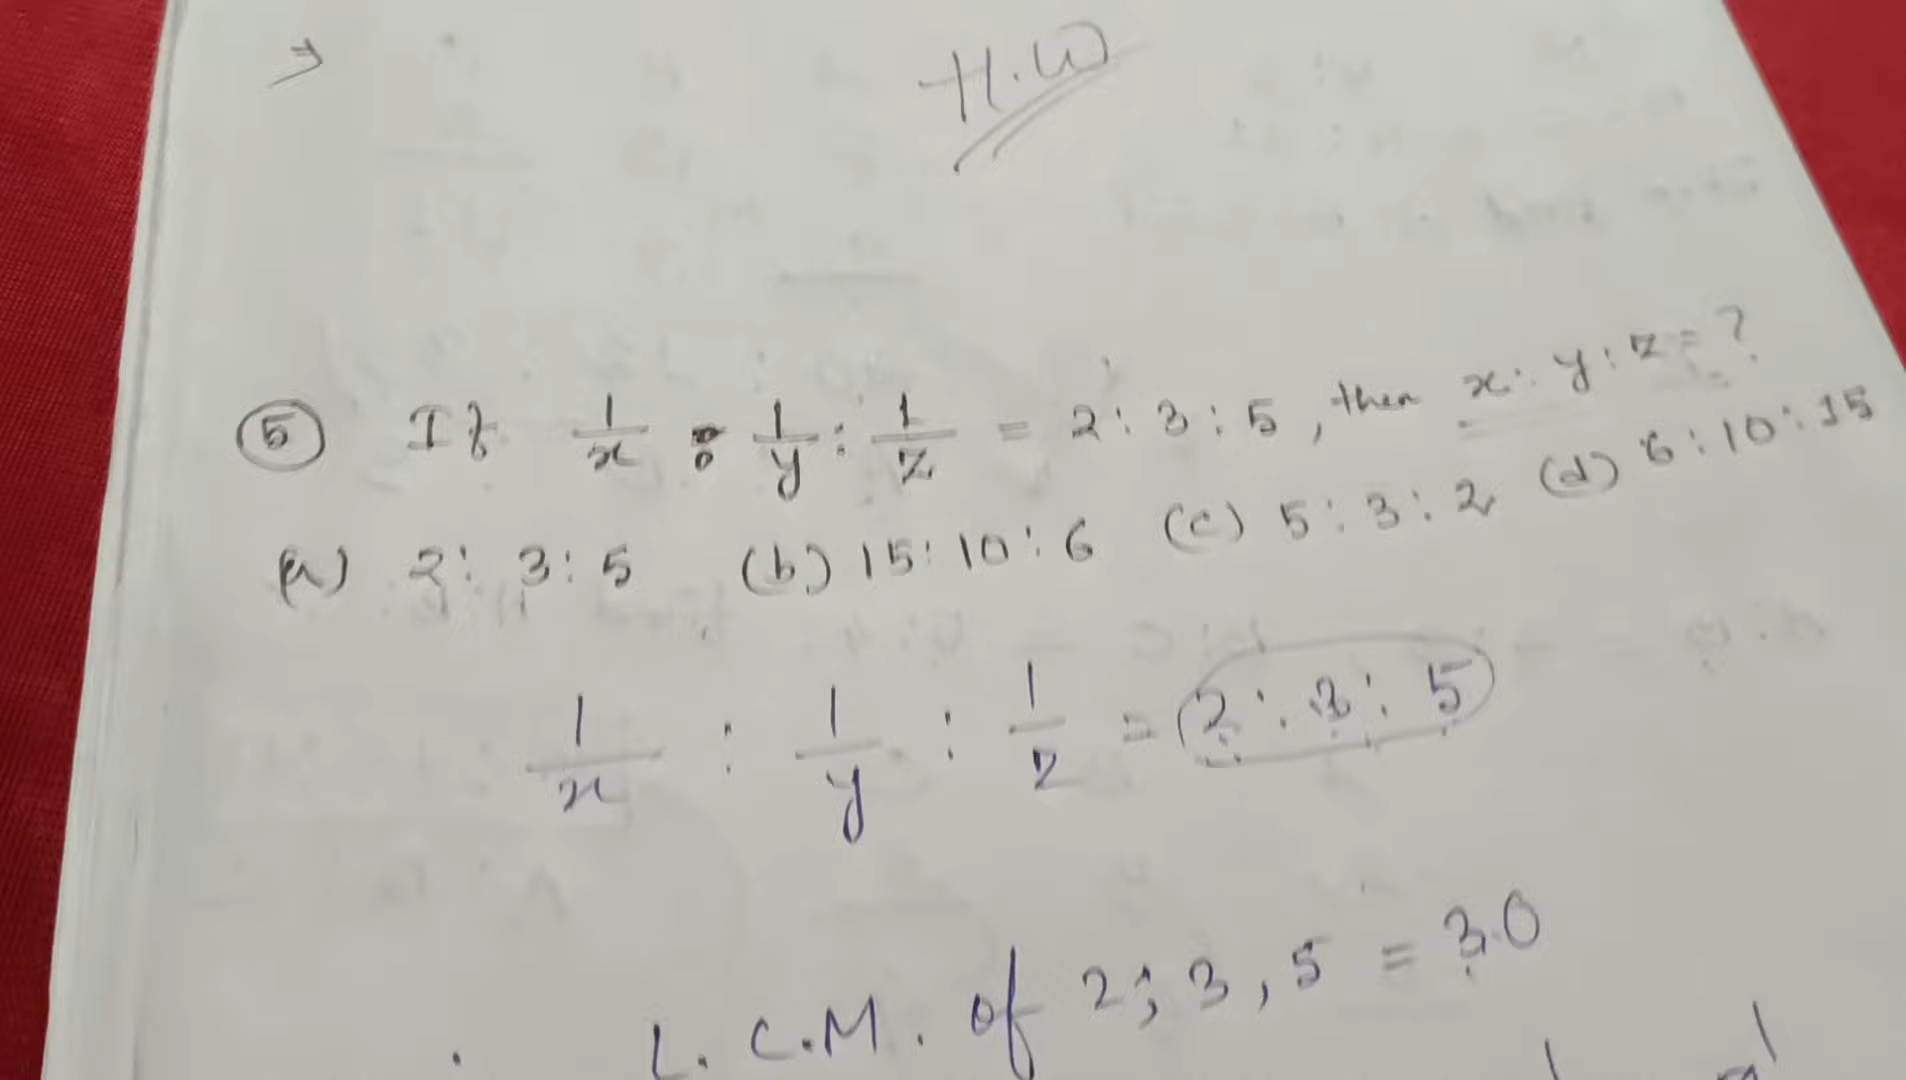 H.W
⑤ If 1/x : 1/y : 1/z = 2 : 3 : 5, then x : y : z = ?
(a) 2 : 3 : 5 (b) 15 : 10 : 6 (c) 5 : 3 : 2 (d) 6 : 10 : 15
1/x : 1/y : 1/z = 2 : 3 : 5
L.C.M. of 2, 3, 5 = 30